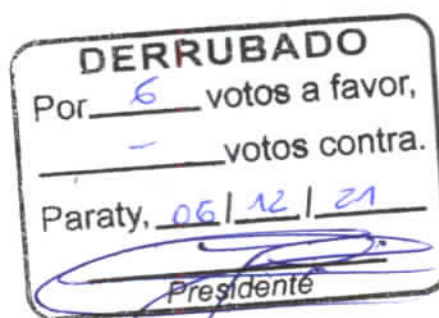 DERRUBADO
Por 6 votos a favor,
- votos contra.
Paraty, 06 / 12 / 21
Presidente